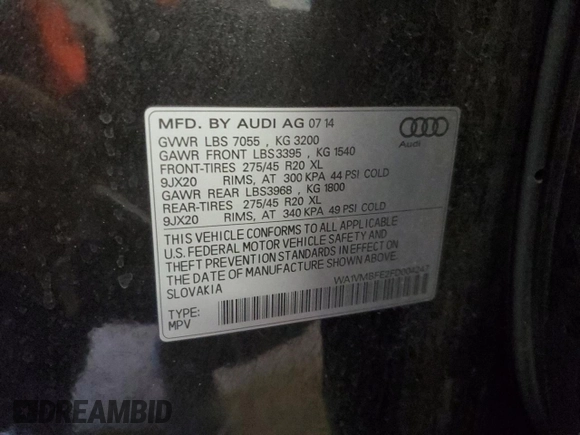 MFD. BY AUDI AG 07 14
Audi
GVWR LBS 7055 , KG 3200
GAWR FRONT LBS3395 , KG 1540
FRONT-TIRES 275/45 R20 XL
9JX20 RIMS, AT 300 KPA 44 PSI COLD
GAWR REAR LBS3968 , KG 1800
REAR-TIRES 275/45 R20 XL
9JX20 RIMS, AT 340 KPA 49 PSI COLD
THIS VEHICLE CONFORMS TO ALL APPLICABLE
U.S. FEDERAL MOTOR VEHICLE SAFETY AND
THEFT PREVENTION STANDARDS IN EFFECT ON
THE DATE OF MANUFACTURE SHOWN ABOVE.
SLOVAKIA
WA1VMBFE2FD004247
TYPE:
MPV
DREAMBID